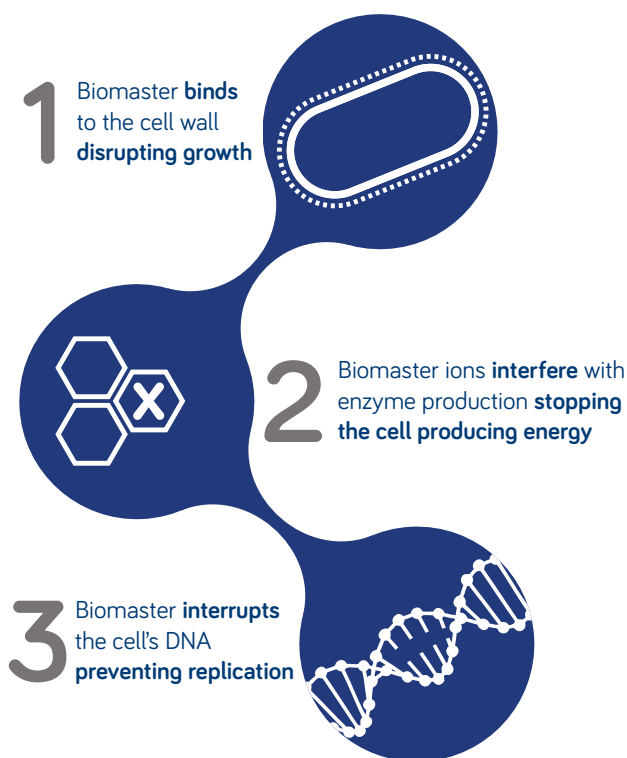 1
Biomaster binds
to the cell wall
disrupting growth
X
2
Biomaster ions interfere with
enzyme production stopping
the cell producing energy
3
Biomaster interrupts
the cell's DNA
preventing replication